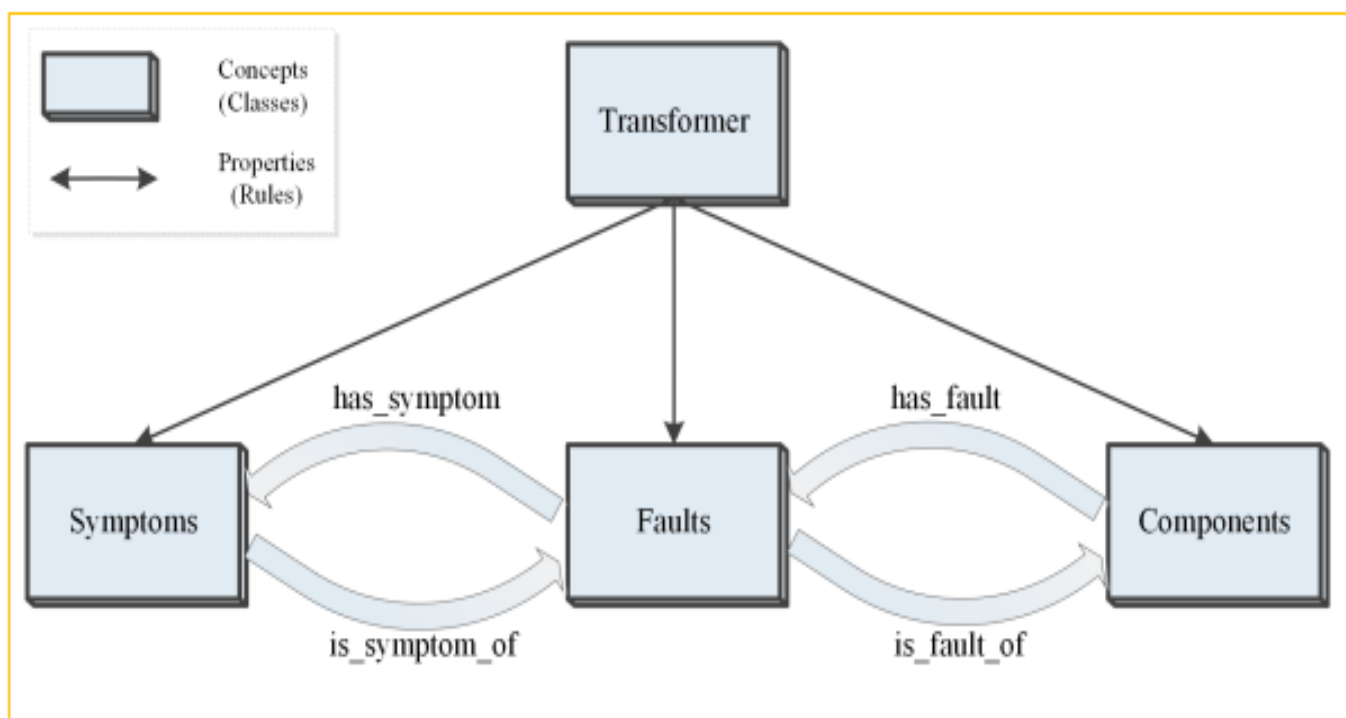 Concepts
(Classes)
Properties
(Rules)
Transformer
has_symptom
has_fault
Symptoms
Faults
Components
is_symptom_of
is_fault_of